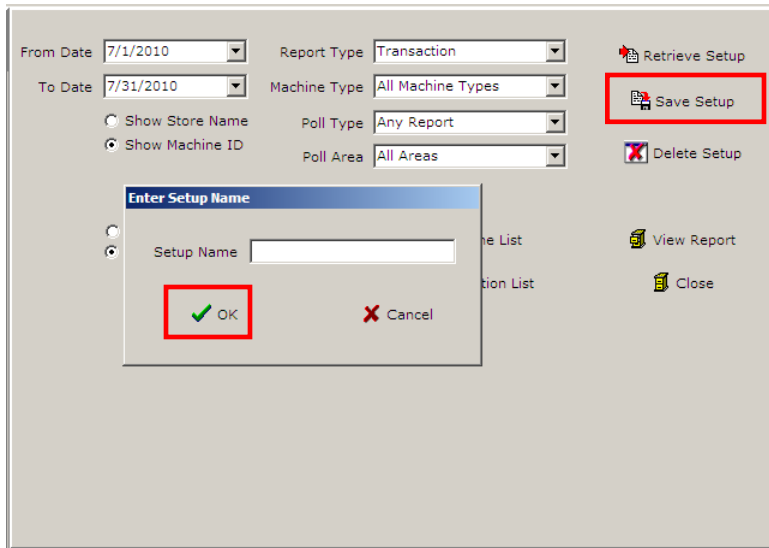 From Date 7/1/2010 Report Type Transaction Retrieve Setup
To Date 7/31/2010 Machine Type All Machine Types Save Setup
Show Store Name Poll Type Any Report
Show Machine ID Poll Area All Areas Delete Setup
Enter Setup Name
Setup Name List View Report
tion List Close
OK Cancel